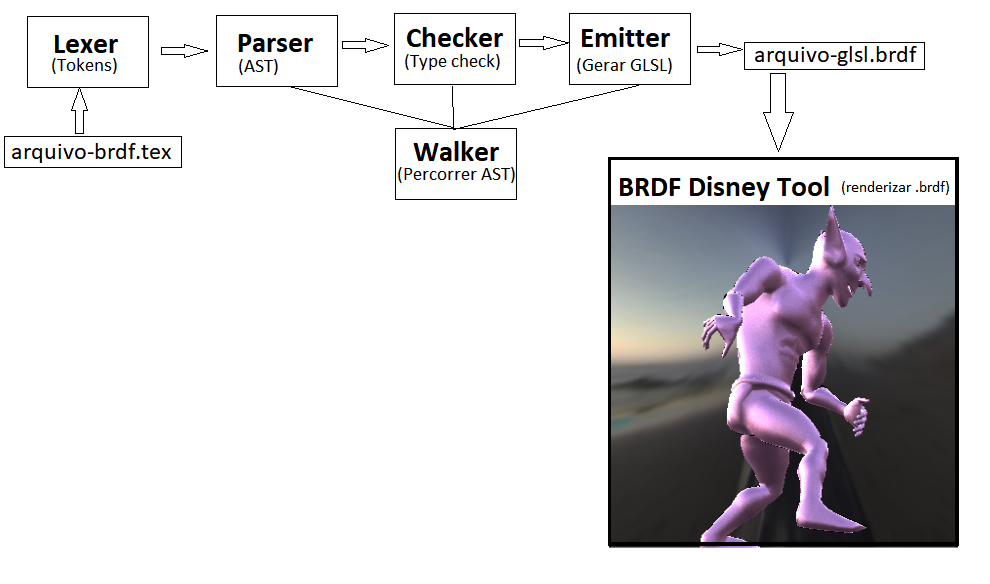 Lexer
(Tokens)
Parser
(AST)
Checker
(Type check)
Emitter
(Gerar GLSL)
arquivo-glsl.brdf
arquivo-brdf.tex
Walker
(Percorrer AST)
BRDF Disney Tool (renderizar .brdf)